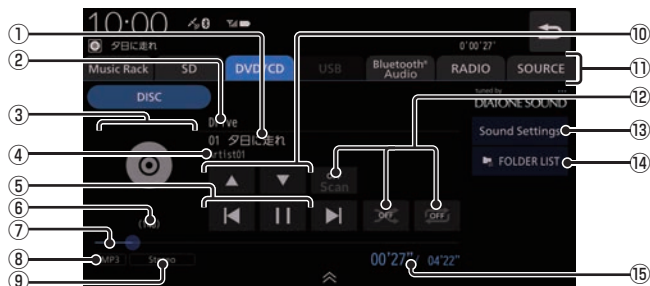 ① 10:00 ⑩
② 夕日に走れ 0'00'27" ⑪
Music Rack SD DVD/CD USB Bluetooth® Audio RADIO SOURCE
DISC tuned by DIATONE SOUND ⑫
③ Drive
01 夕日に走れ Sound Settings ⑬
④ Artist01
⑤ Scan FOLDER LIST ⑭
⑥ OFF OFF
⑦
⑧ MP3 Stereo 00'27"/ 04'22" ⑮
⑨